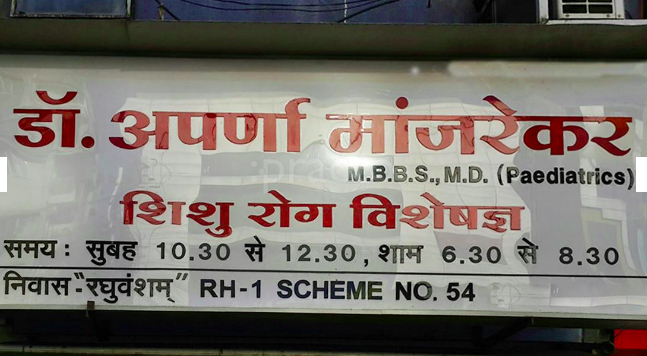 डॉ. अपर्णा मांजरेकर
M.B.B.S., M.D. (Paediatrics)
शिशु रोग विशेषज्ञ
समय : सुबह 10.30 से 12.30, शाम 6.30 से 8.30
निवास-"रघुवंशम्" RH-1 SCHEME NO. 54